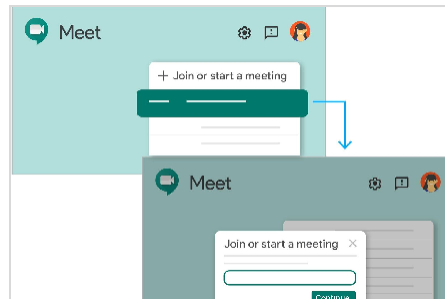 Meet
+ Join or start a meeting
Meet
Join or start a meeting
Continue